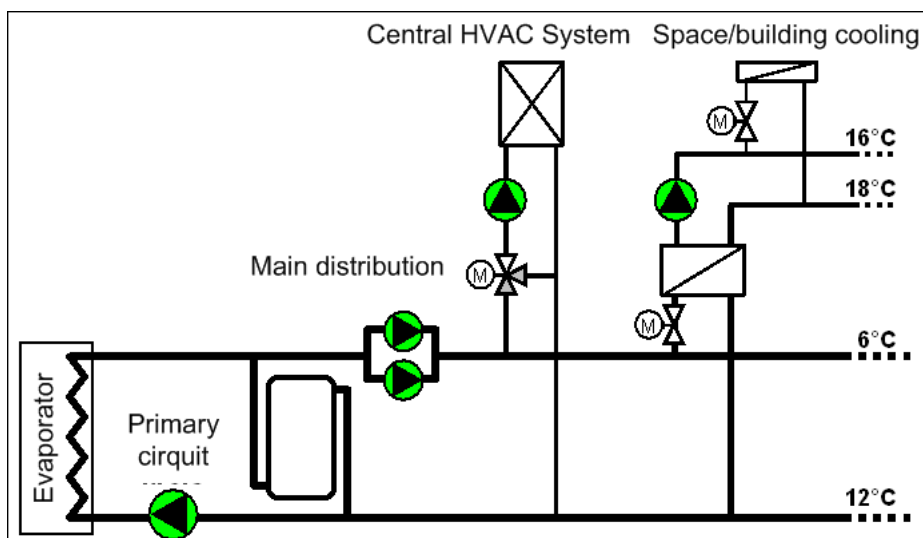 Central HVAC System
Space/building cooling
M
16°C
18°C
Main distribution
M
M
6°C
Evaporator
Primary
cirquit
12°C